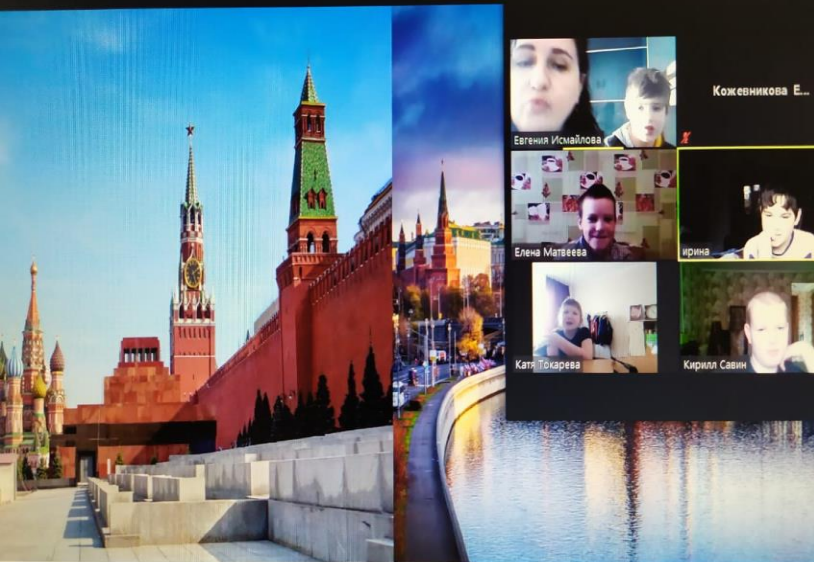 Евгения Исмайлова
Кожевникова Е...
Елена Матвеева
ирина
Катя Токарева
Кирилл Савин